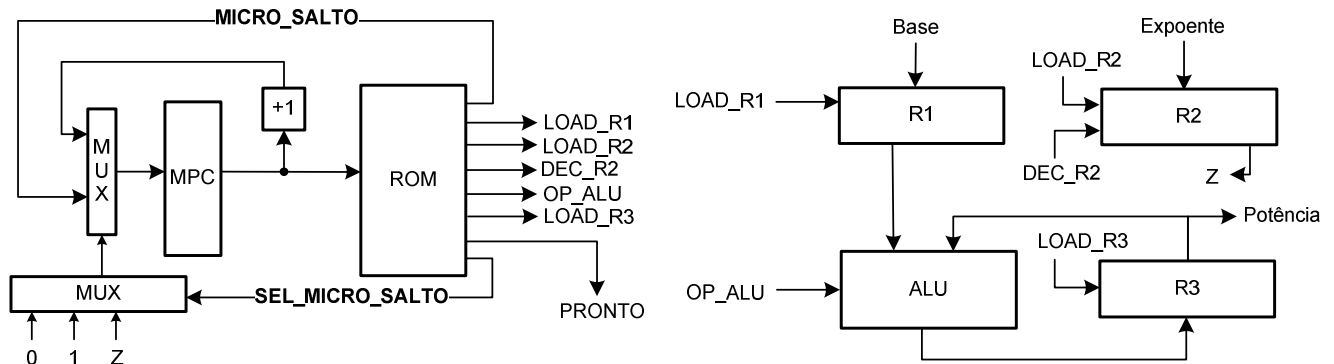 MICRO_SALTO
+1
MUX
MPC
ROM
LOAD_R1
LOAD_R2
DEC_R2
OP_ALU
LOAD_R3
MUX
SEL_MICRO_SALTO
PRONTO
0 1 Z
Base
Expoente
LOAD_R1
R1
LOAD_R2
R2
DEC_R2
Z
Potência
LOAD_R3
OP_ALU
ALU
R3